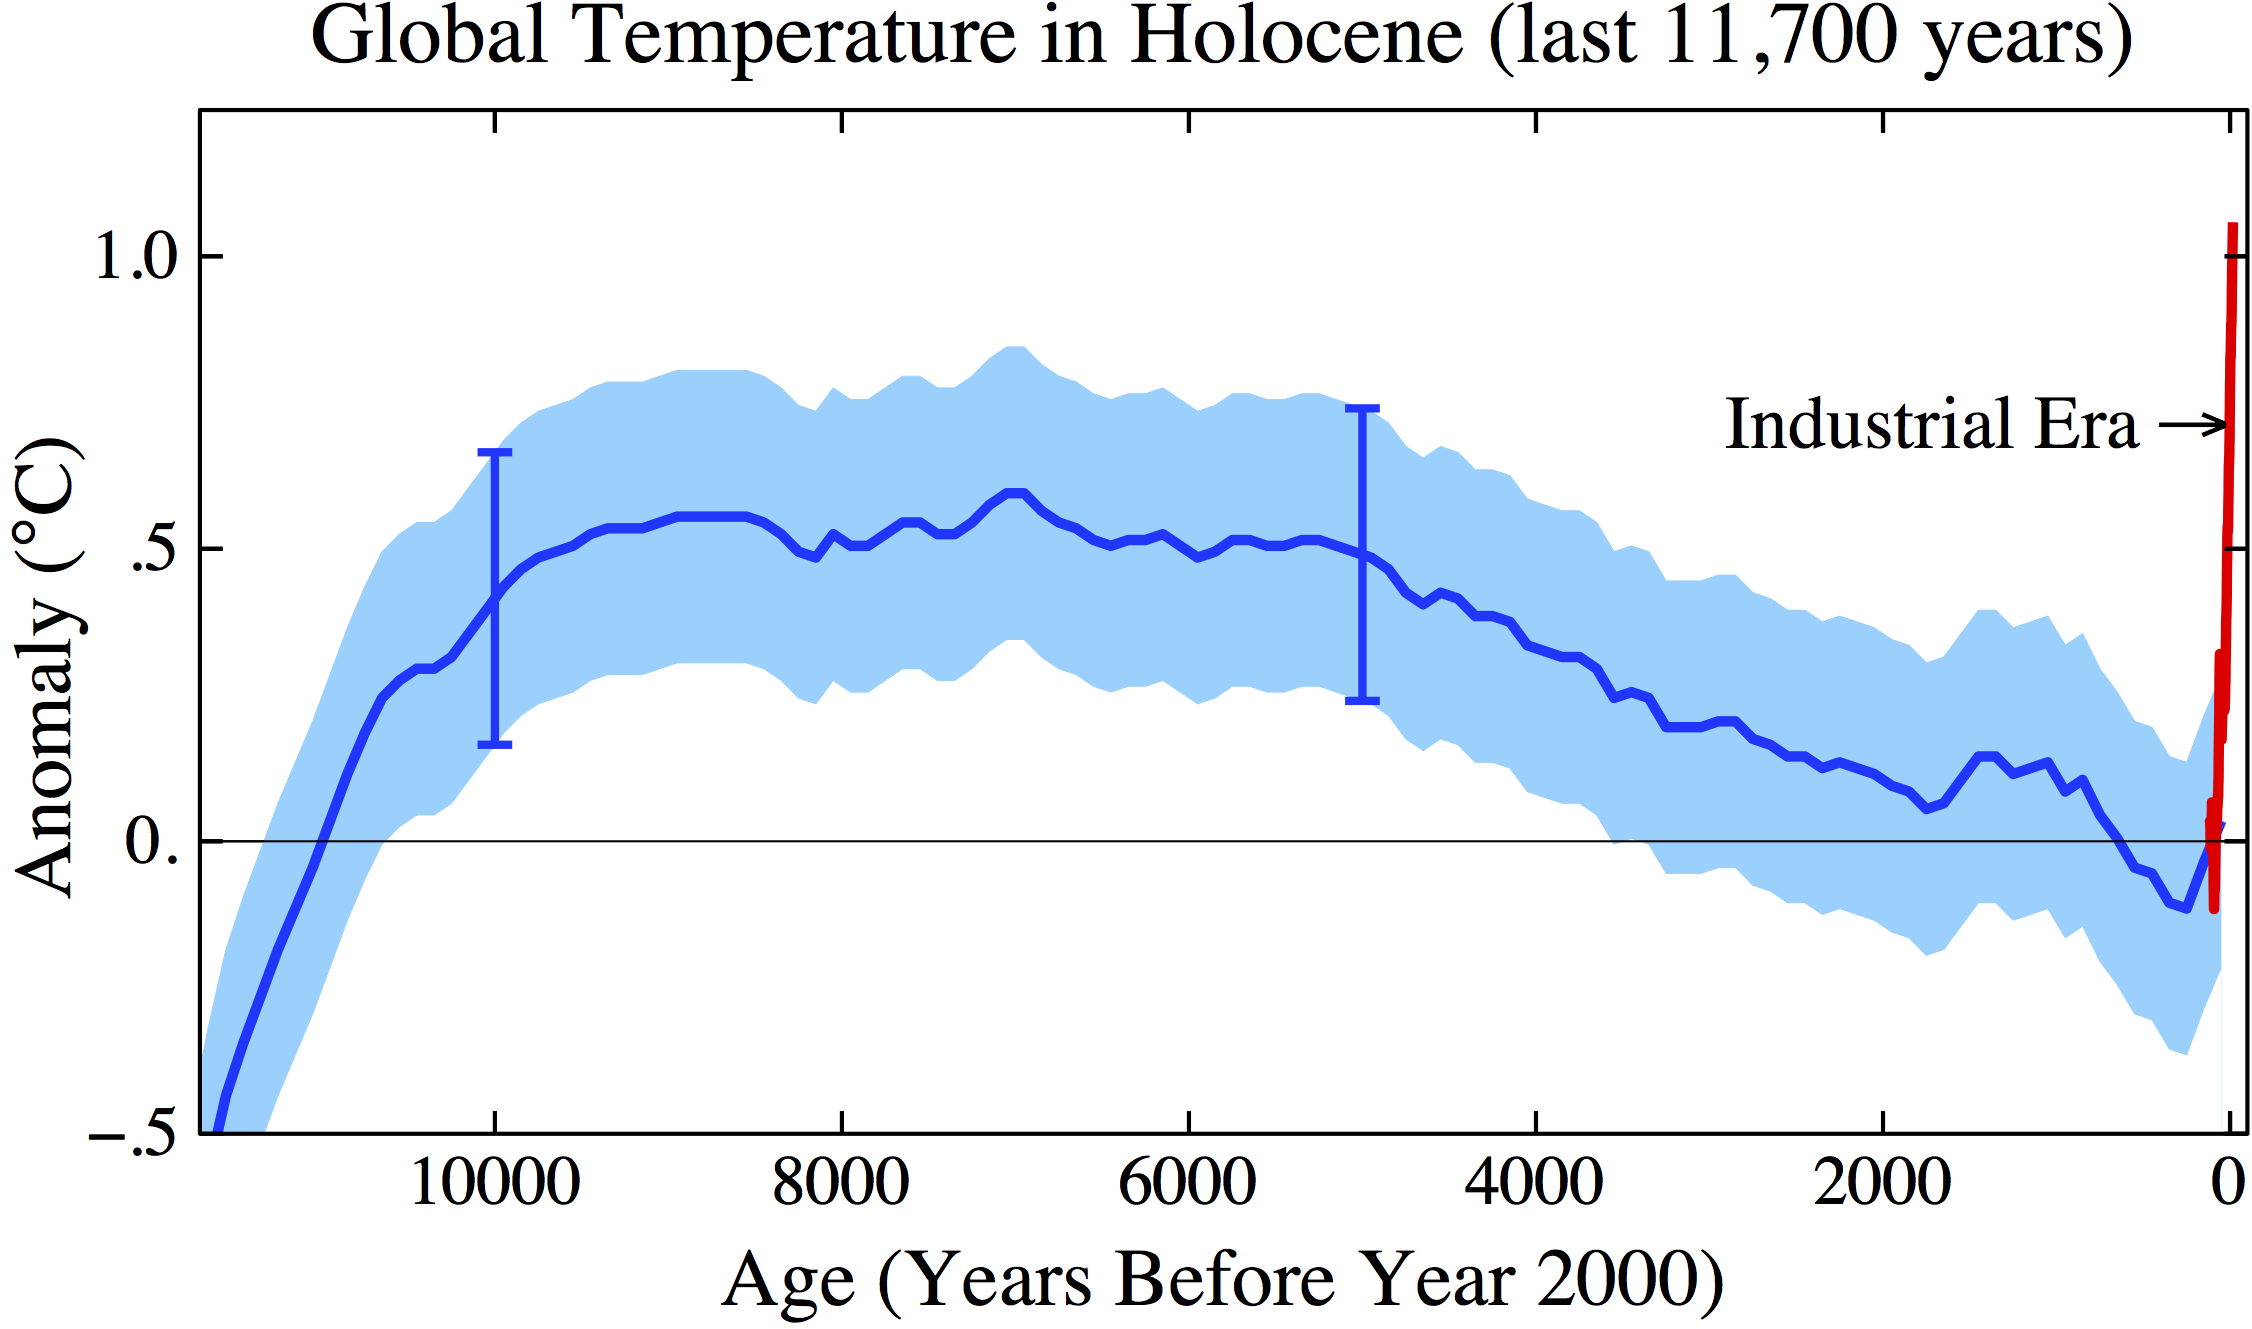 Global Temperature in Holocene (last 11,700 years)
Anomaly (°C)
1.0
.5
0.
−.5
Industrial Era
10000 8000 6000 4000 2000 0
Age (Years Before Year 2000)